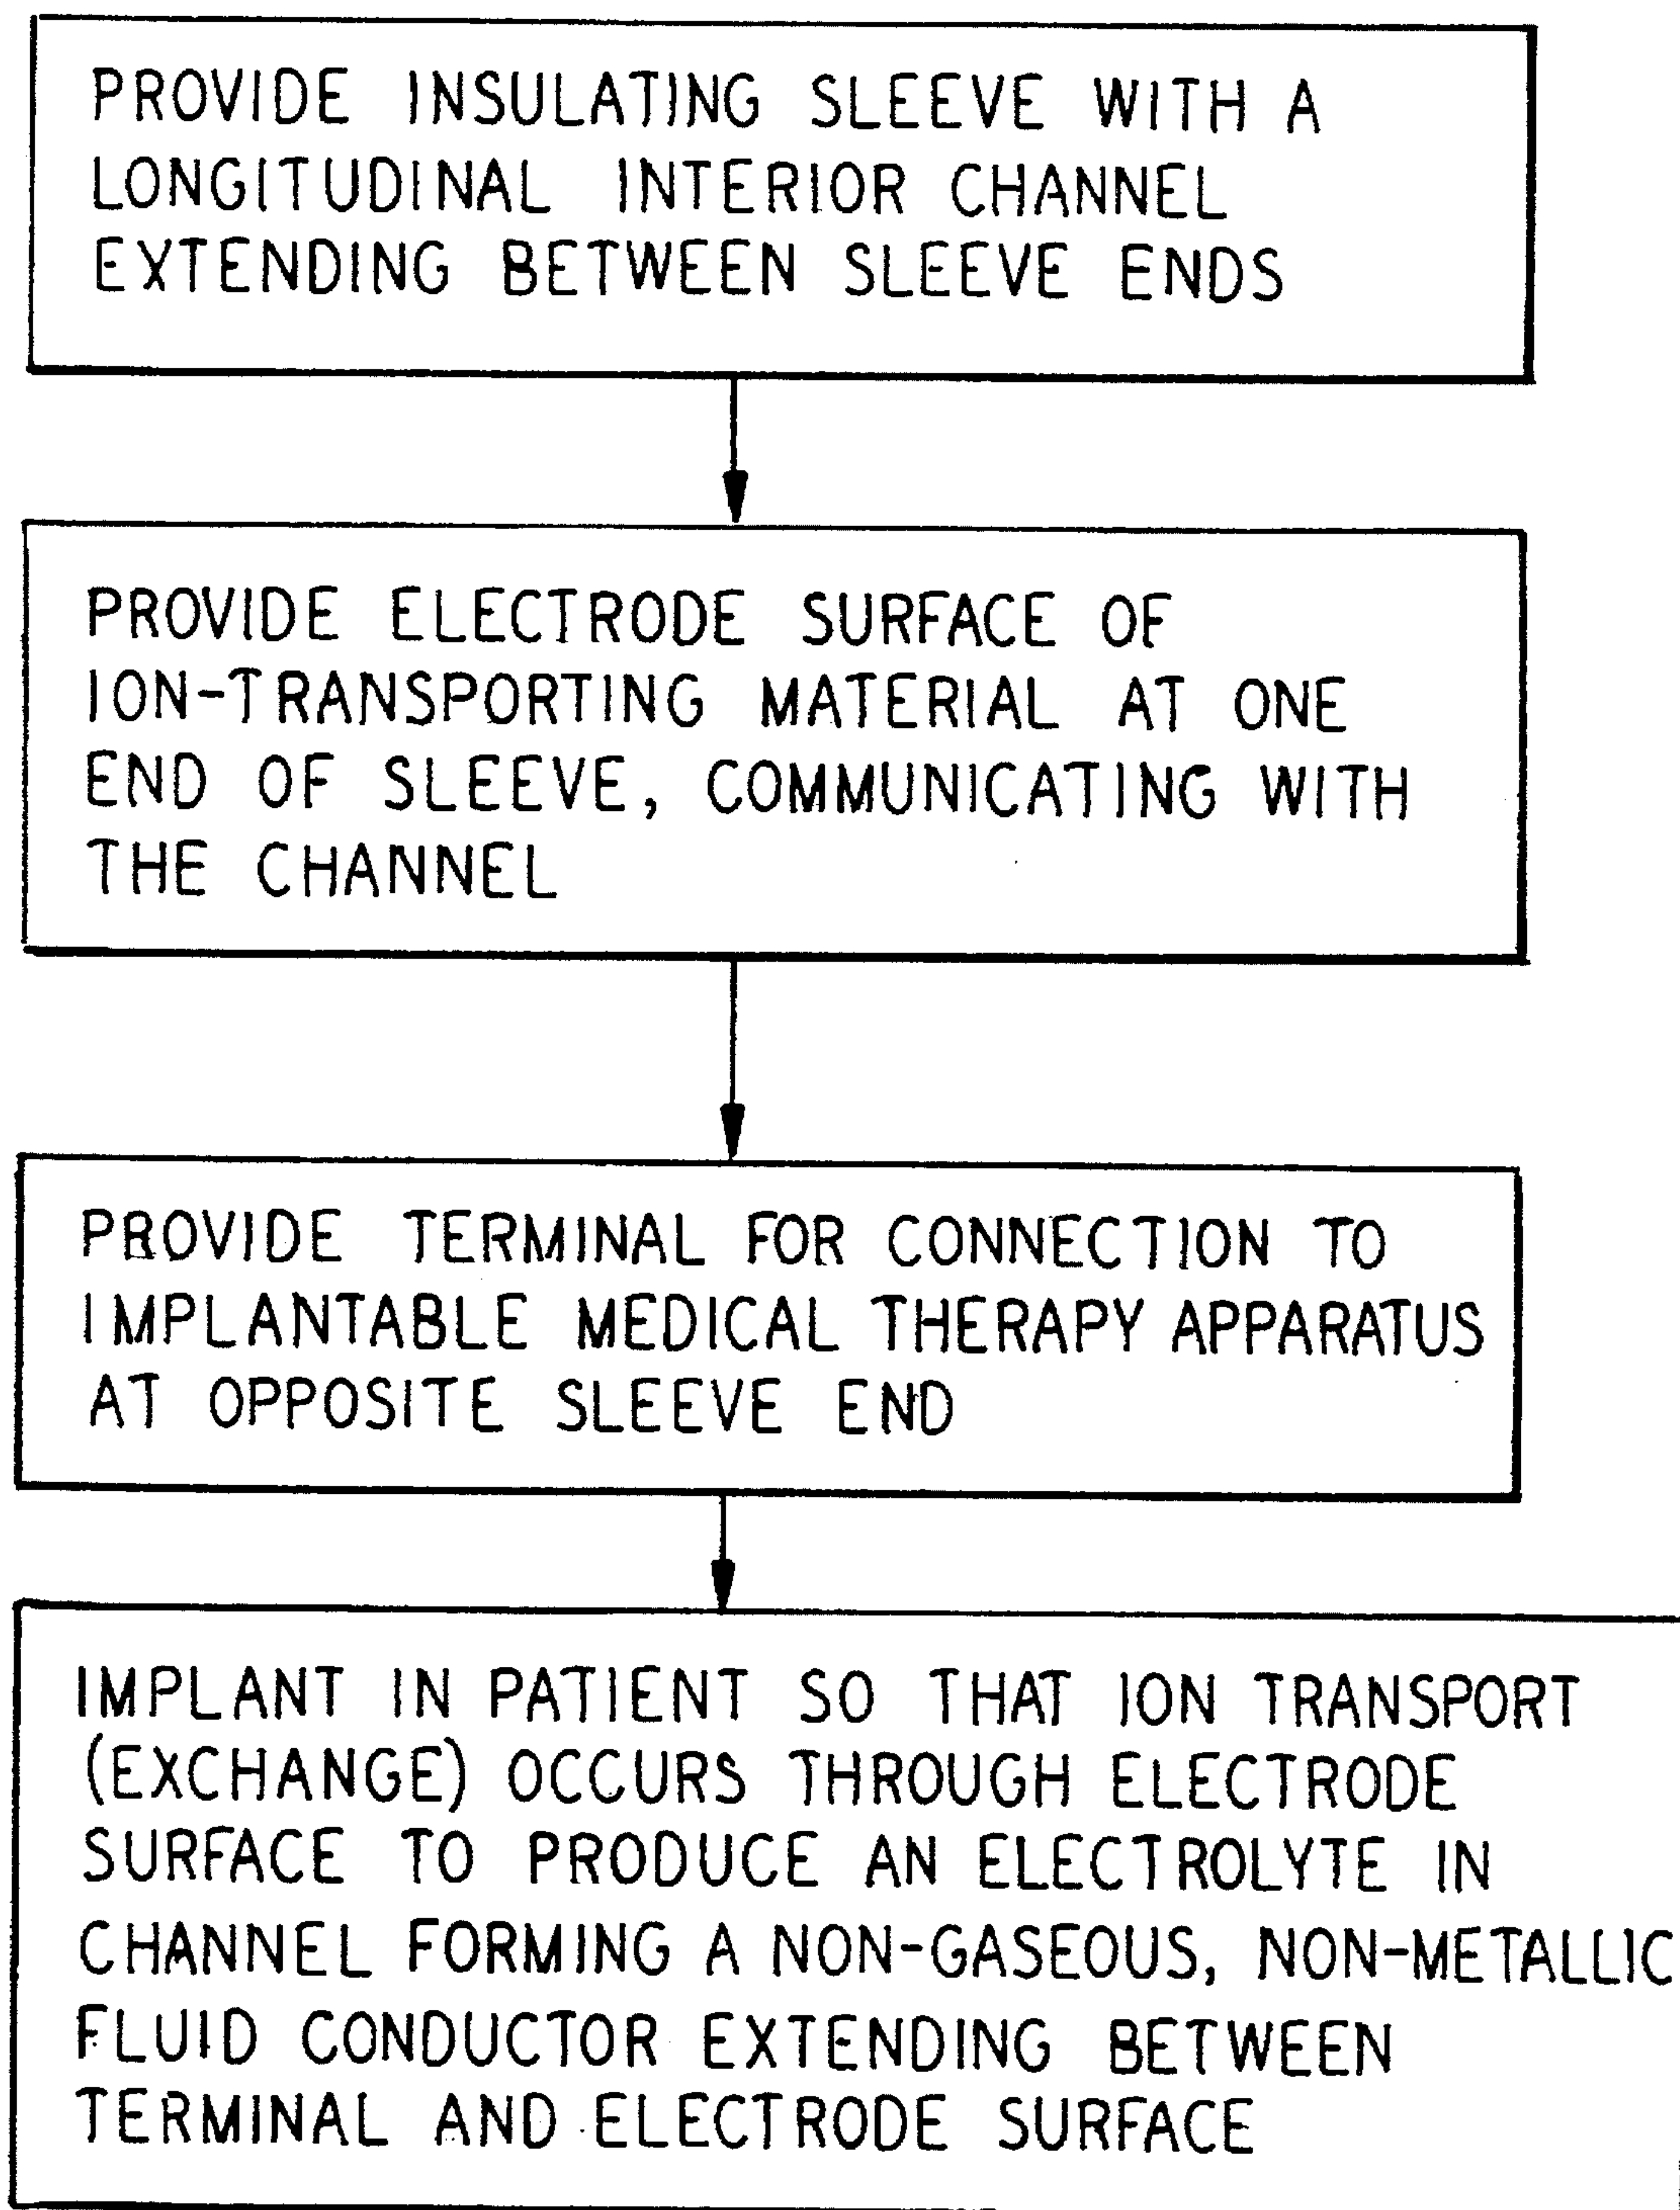 PROVIDE INSULATING SLEEVE WITH A
LONGITUDINAL INTERIOR CHANNEL
EXTENDING BETWEEN SLEEVE ENDS
PROVIDE ELECTRODE SURFACE OF
ION-TRANSPORTING MATERIAL AT ONE
END OF SLEEVE, COMMUNICATING WITH
THE CHANNEL
PROVIDE TERMINAL FOR CONNECTION TO
IMPLANTABLE MEDICAL THERAPY APPARATUS
AT OPPOSITE SLEEVE END
IMPLANT IN PATIENT SO THAT ION TRANSPORT
(EXCHANGE) OCCURS THROUGH ELECTRODE
SURFACE TO PRODUCE AN ELECTROLYTE IN
CHANNEL FORMING A NON-GASEOUS, NON-METALLIC
FLUID CONDUCTOR EXTENDING BETWEEN
TERMINAL AND ELECTRODE SURFACE